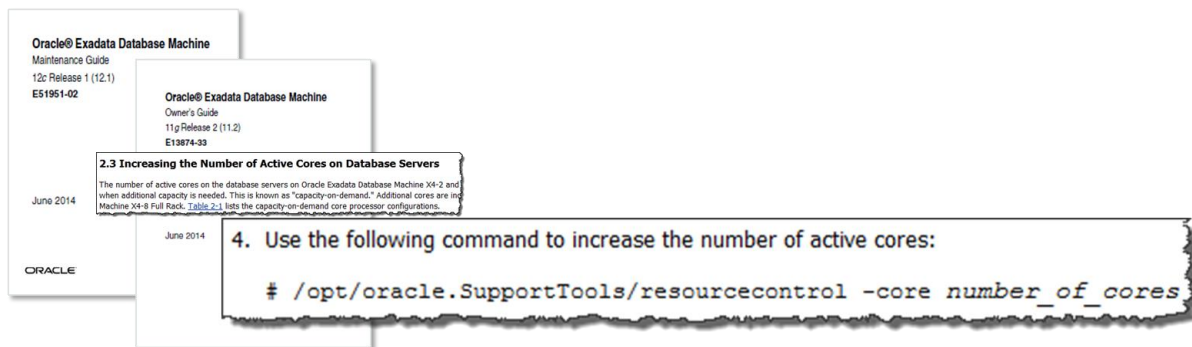 Oracle® Exadata Database Machine
Maintenance Guide
12c Release 1 (12.1)
E51951-02
June 2014
ORACLE
Oracle® Exadata Database Machine
Owner's Guide
11g Release 2 (11.2)
E13874-33
June 2014
2.3 Increasing the Number of Active Cores on Database Servers
The number of active cores on the database servers on Oracle Exadata Database Machine X4-2 and
when additional capacity is needed. This is known as "capacity-on-demand." Additional cores are
Machine X4-8 Full Rack. Table 2-1 lists the capacity-on-demand core processor configurations.
4. Use the following command to increase the number of active cores:
# /opt/oracle.SupportTools/resourcecontrol -core number_of_cores